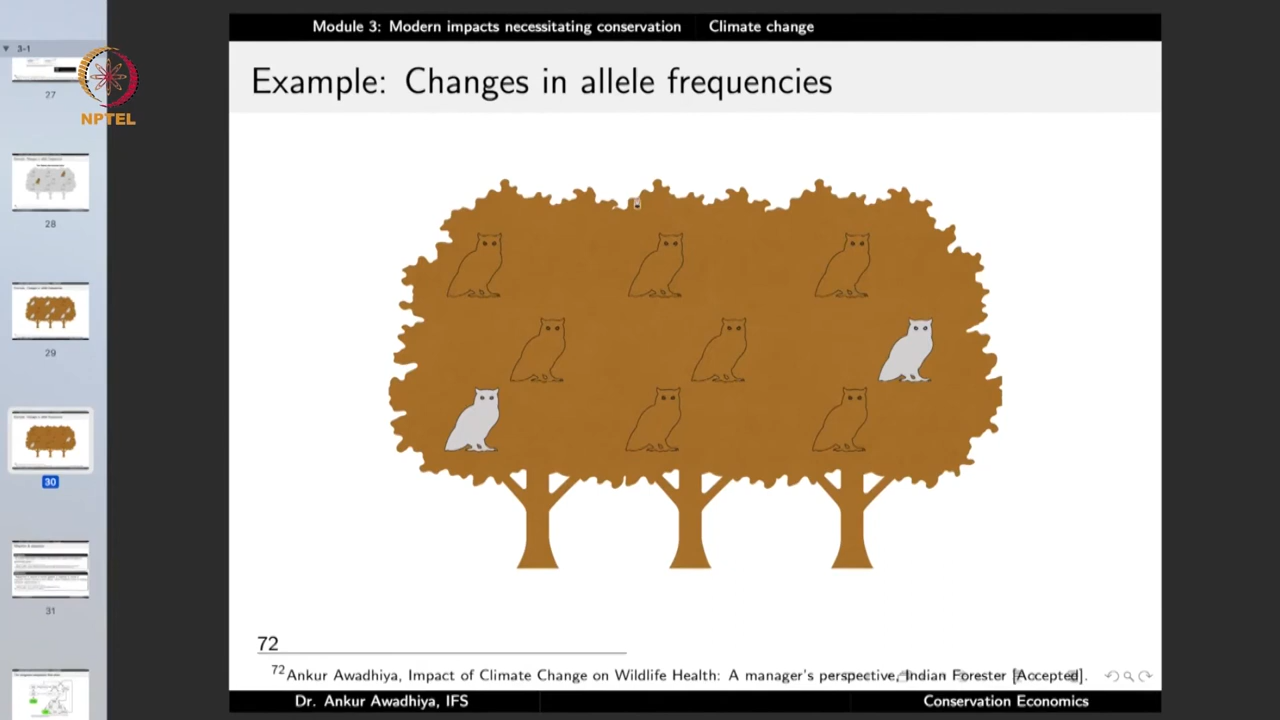 Module 3: Modern impacts necessitating conservation Climate change
3-1
Example: Changes in allele frequencies
27
NPTEL
28
29
30
31
72
72 Ankur Awadhiya, Impact of Climate Change on Wildlife Health: A manager's perspective, Indian Forester [Accepted].
Dr. Ankur Awadhiya, IFS Conservation Economics